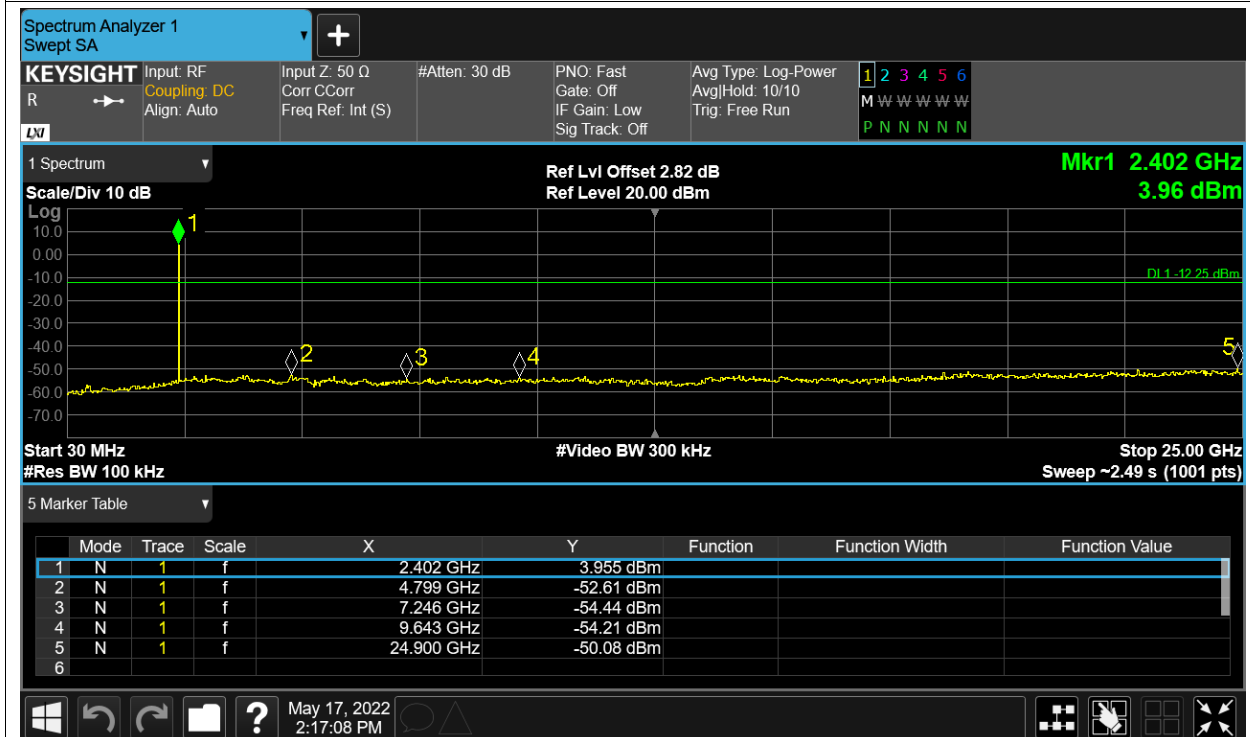 Spectrum Analyzer 1
Swept SA
+
KEYSIGHT Input: RF Input Z: 50 Ω #Atten: 30 dB PNO: Fast Avg Type: Log-Power 1 2 3 4 5 6
R Coupling: DC Corr CCorr Gate: Off Avg|Hold: 10/10 M W W W W W
Align: Auto Freq Ref: Int (S) IF Gain: Low Trig: Free Run
LXI Sig Track: Off P N N N N N
1 Spectrum Ref Lvl Offset 2.82 dB Mkr1 2.402 GHz
Scale/Div 10 dB Ref Level 20.00 dBm 3.96 dBm
Log
1
10.0
0.00
-10.0 DL1 -12.25 dBm
-20.0
-30.0
-40.0 2 3 4 5
-50.0
-60.0
-70.0
Start 30 MHz #Video BW 300 kHz Stop 25.00 GHz
#Res BW 100 kHz Sweep ~2.49 s (1001 pts)
5 Marker Table
Mode Trace Scale X Y Function Function Width Function Value
1 N 1 f 2.402 GHz 3.955 dBm
2 N 1 f 4.799 GHz -52.61 dBm
3 N 1 f 7.246 GHz -54.44 dBm
4 N 1 f 9.643 GHz -54.21 dBm
5 N 1 f 24.900 GHz -50.08 dBm
6
? May 17, 2022
2:17:08 PM